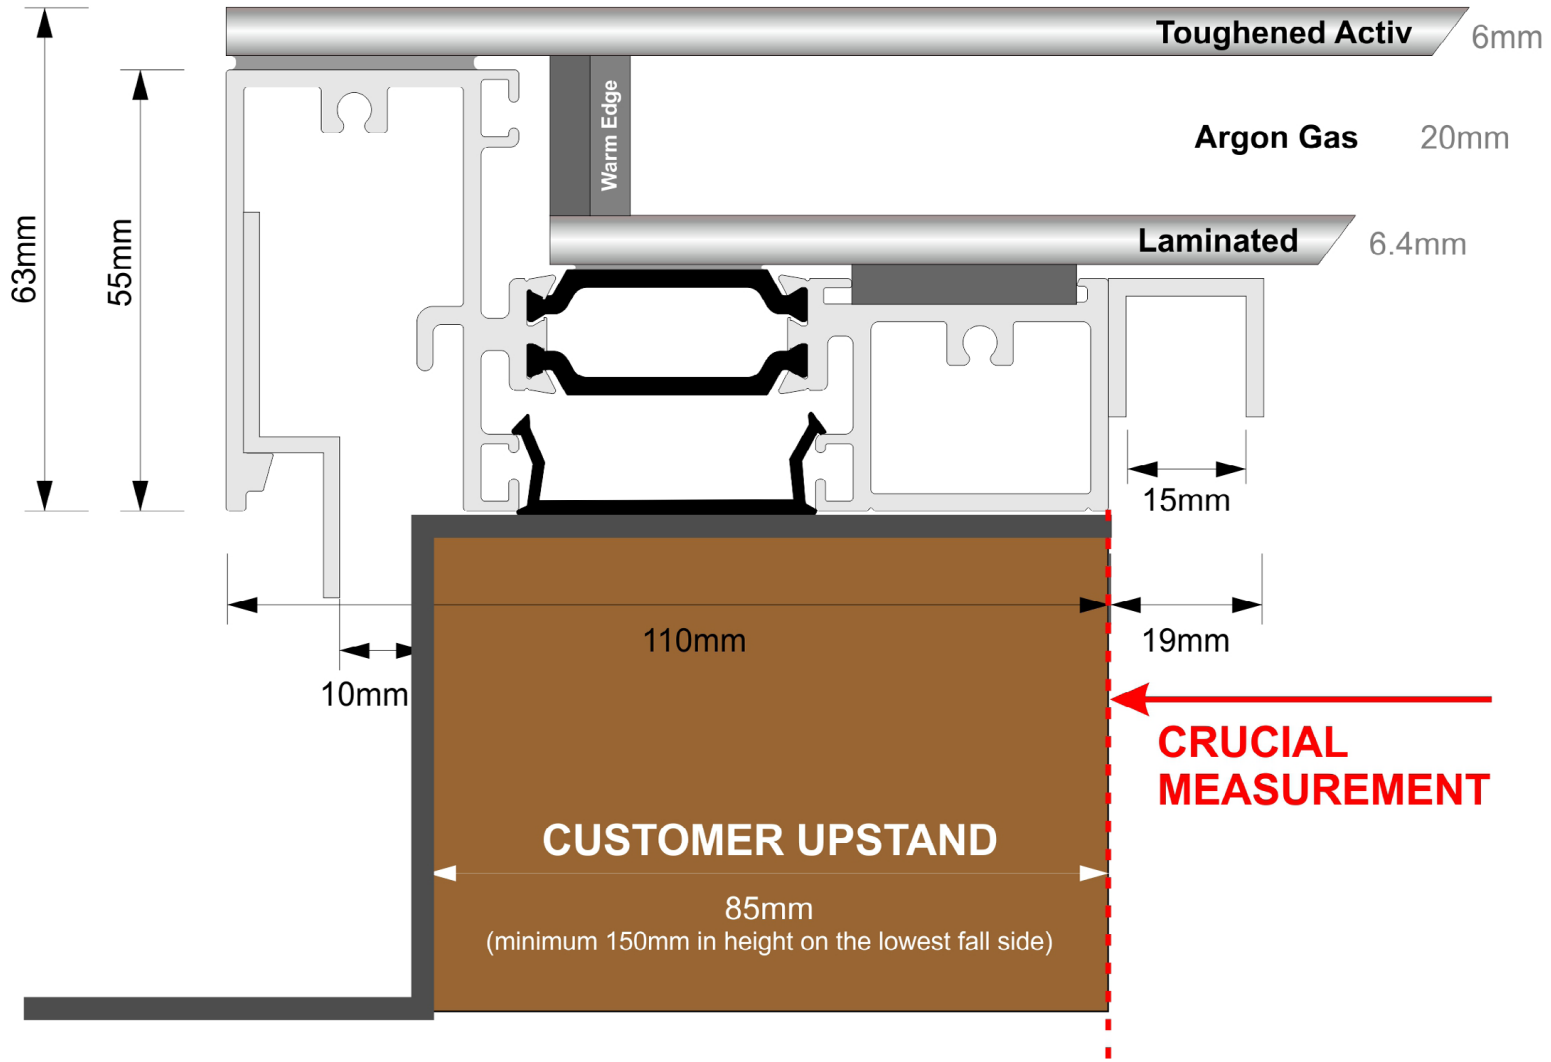 Toughened Activ 6mm
Warm Edge
Argon Gas 20mm
Laminated 6.4mm
63mm
55mm
15mm
110mm
19mm
10mm
CRUCIAL
MEASUREMENT
CUSTOMER UPSTAND
85mm
(minimum 150mm in height on the lowest fall side)